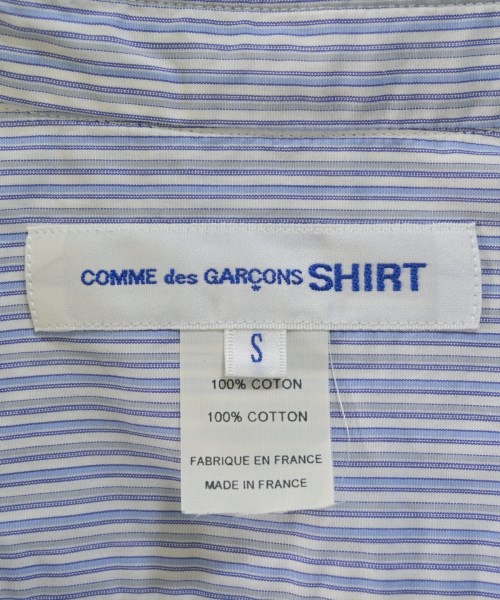 COMME des GARÇONS SHIRT
S
100% COTON
100% COTTON
FABRIQUE EN FRANCE
MADE IN FRANCE